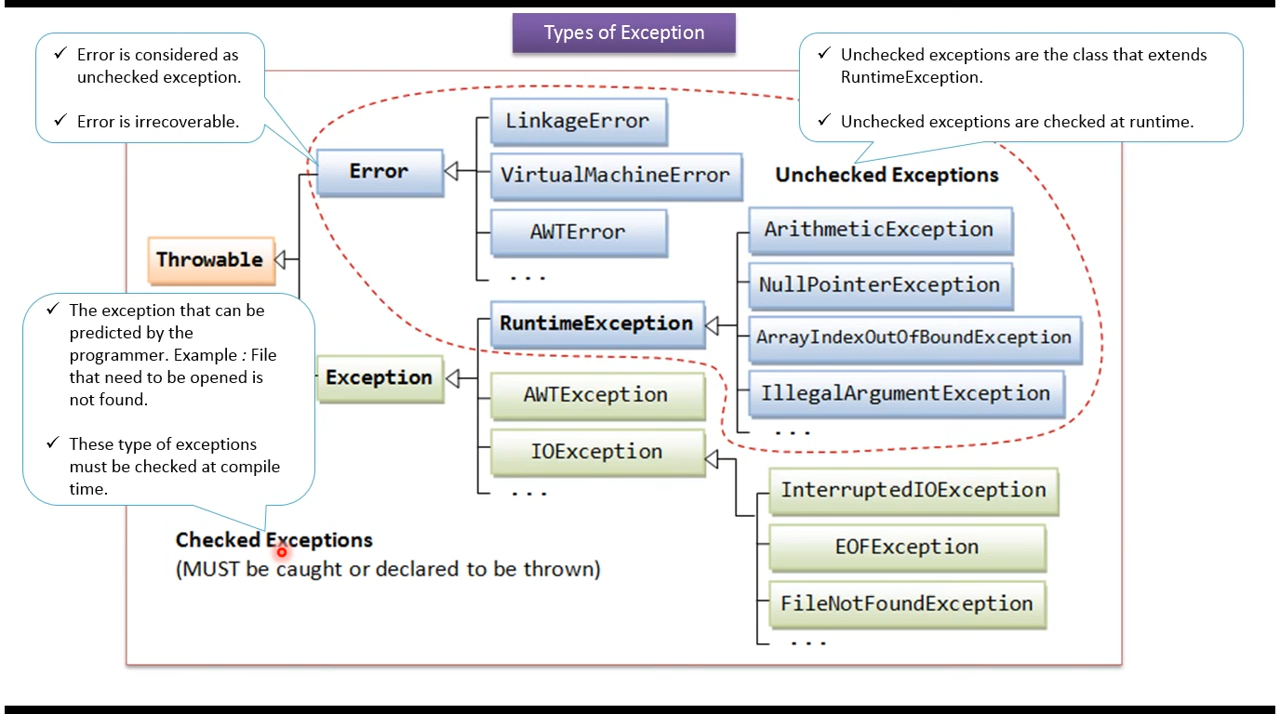 Types of Exception
✓ Error is considered as
unchecked exception.
✓ Error is irrecoverable.
✓ Unchecked exceptions are the class that extends
RuntimeException.
✓ Unchecked exceptions are checked at runtime.
LinkageError
Error
VirtualMachineError
Unchecked Exceptions
AWTError
ArithmeticException
Throwable
...
NullPointerException
✓ The exception that can be
predicted by the
programmer. Example : File
that need to be opened is
not found.
✓ These type of exceptions
must be checked at compile
time.
RuntimeException
ArrayIndexOutOfBoundException
Exception
AWTException
IllegalArgumentException
...
IOException
...
InterruptedIOException
EOFException
FileNotFoundException
...
Checked Exceptions
(MUST be caught or declared to be thrown)